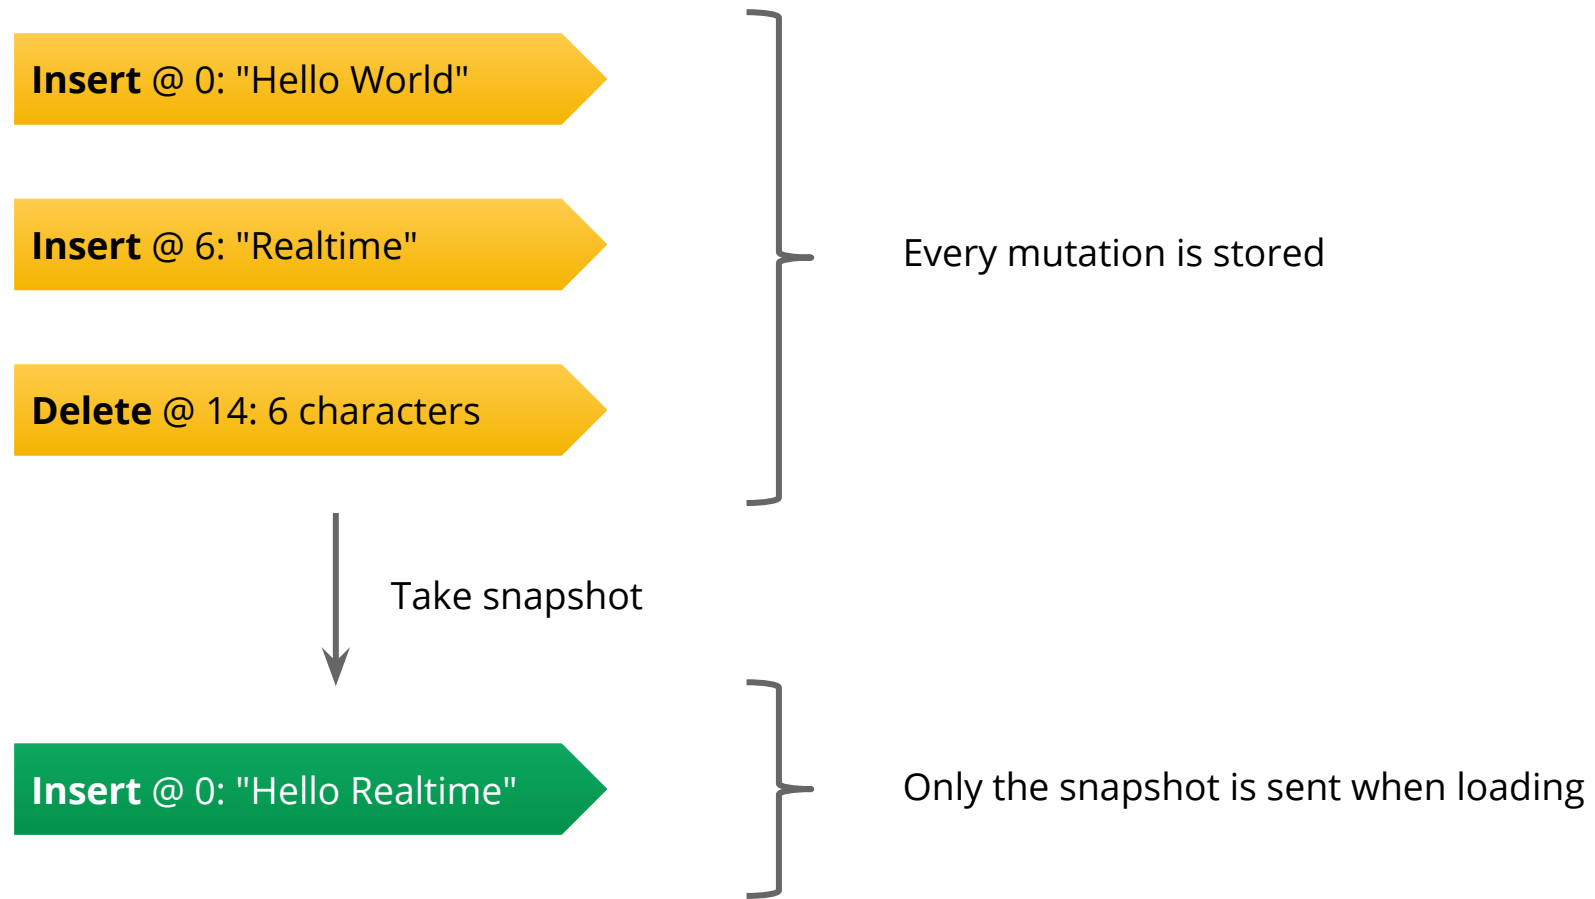 Insert @ 0: "Hello World"
Insert @ 6: "Realtime"
Every mutation is stored
Delete @ 14: 6 characters
Take snapshot
Insert @ 0: "Hello Realtime"
Only the snapshot is sent when loading